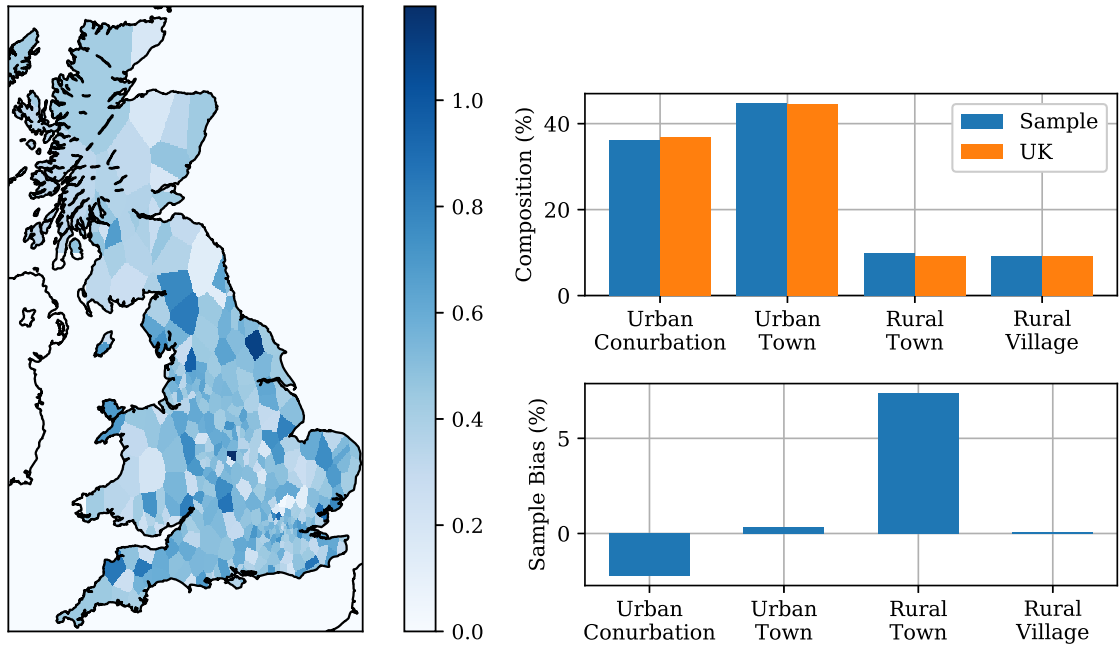 1.0
0.8
0.6
0.4
0.2
0.0
Composition (%)
40
20
0
Sample
UK
Urban
Conurbation
Urban
Town
Rural
Town
Rural
Village
Sample Bias (%)
5
0
Urban
Conurbation
Urban
Town
Rural
Town
Rural
Village